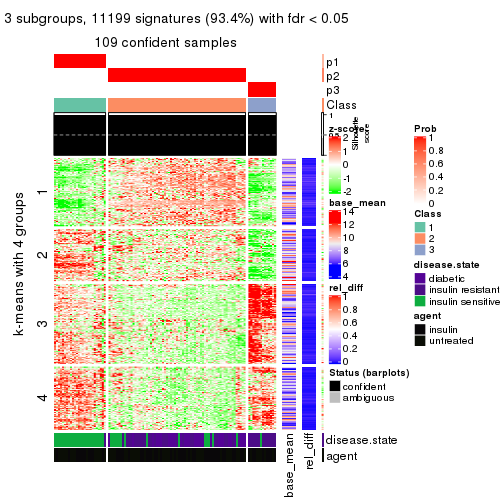 3 subgroups, 11199 signatures (93.4%) with fdr < 0.05
109 confident samples
p1
p2
p3
Class
1
Silhouette
score
k-means with 4 groups
1
2
3
4
z-score
2
1
0
-1
-2
base_mean
14
12
10
8
6
4
rel_diff
1
0.8
0.6
0.4
0.2
0
Status (barplots)
confident
ambiguous
Prob
1
0.8
0.6
0.4
0.2
0
Class
1
2
3
disease.state
diabetic
insulin resistant
insulin sensitive
agent
insulin
untreated
disease.state
agent
base_mean
rel_diff